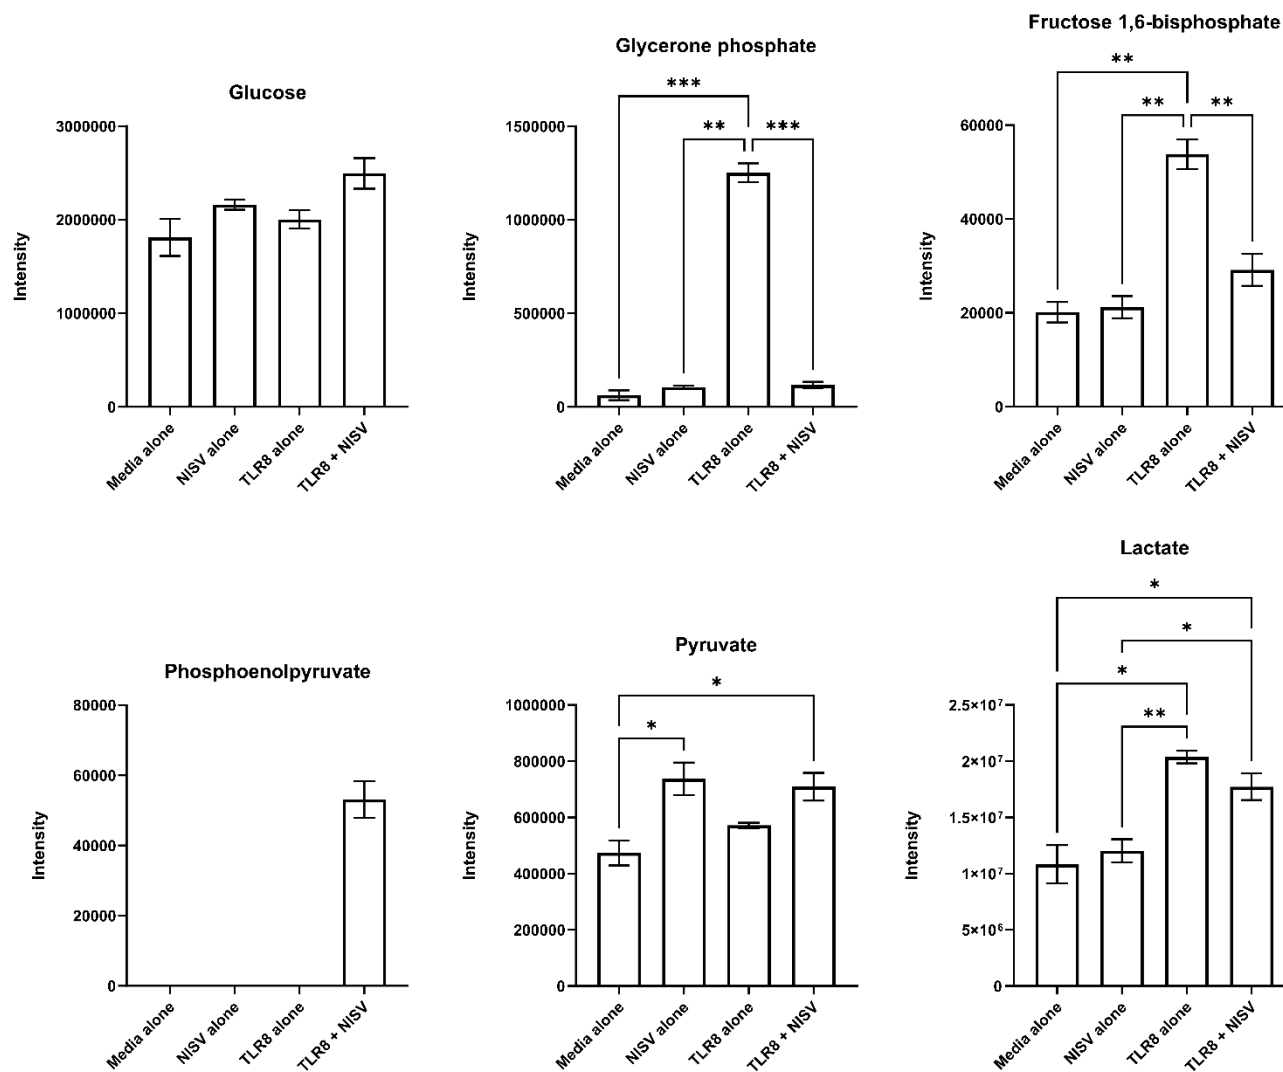 Glucose
Intensity
3000000
2000000
1000000
0
Media alone
NISV alone
TLR8 alone
TLR8 + NISV
Glycerone phosphate
***
**
***
Intensity
1500000
1000000
500000
0
Media alone
NISV alone
TLR8 alone
TLR8 + NISV
Fructose 1,6-bisphosphate
**
**
**
Intensity
60000
40000
20000
0
Media alone
NISV alone
TLR8 alone
TLR8 + NISV
Phosphoenolpyruvate
Intensity
80000
60000
40000
20000
0
Media alone
NISV alone
TLR8 alone
TLR8 + NISV
Pyruvate
*
*
Intensity
1000000
800000
600000
400000
200000
0
Media alone
NISV alone
TLR8 alone
TLR8 + NISV
Lactate
*
*
*
**
Intensity
2.5×10⁷
2×10⁷
1.5×10⁷
1×10⁷
5×10⁶
0
Media alone
NISV alone
TLR8 alone
TLR8 + NISV